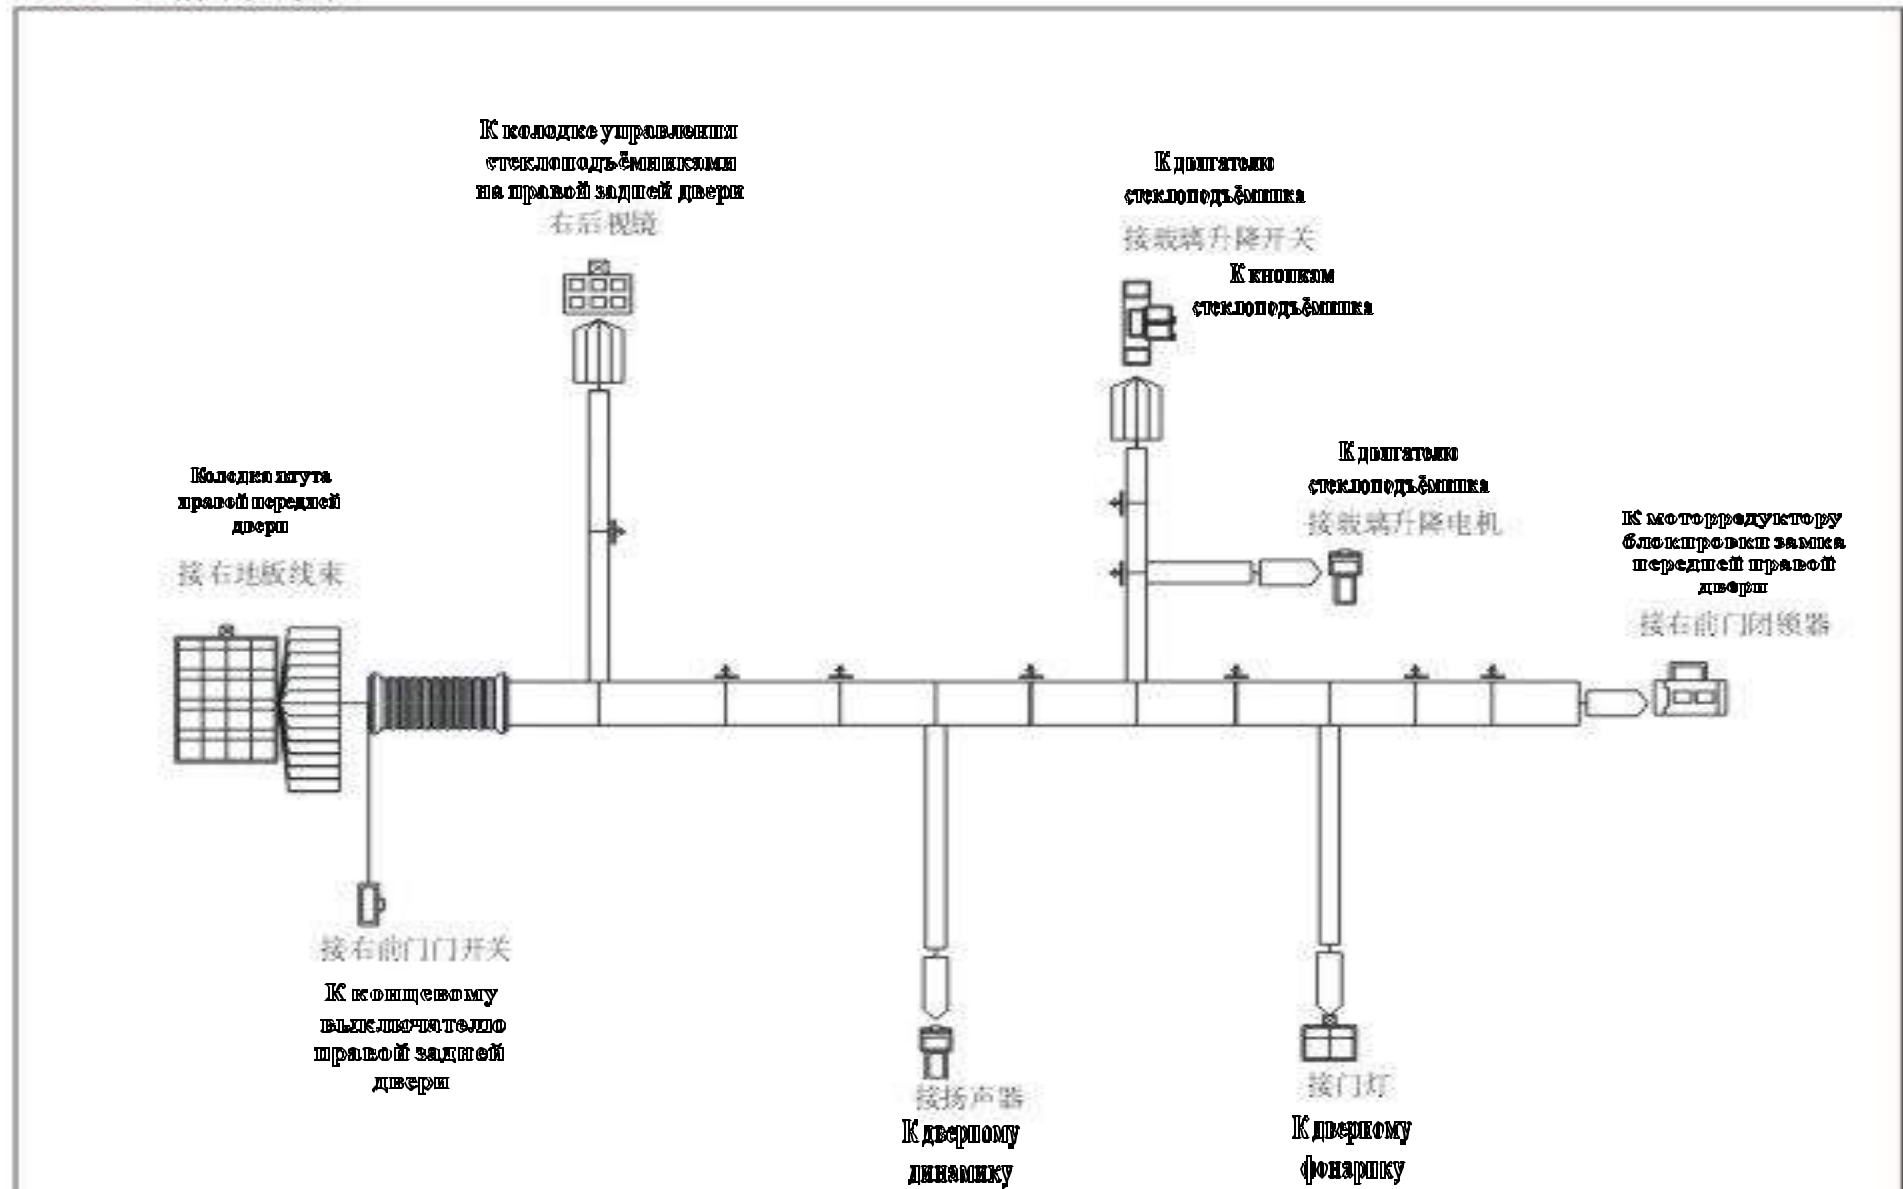 К колодке управления
стеклоподъёмниками
на правой задней двери
右后视镜
К двигателю
стеклоподъёмника
接玻璃升降开关
К кнопкам
стеклоподъёмника
К двигателю
стеклоподъёмника
接玻璃升降电机
Колодка жгута
правой передней
двери
接右地板线束
К моторредуктору
блокировки замка
передней правой
двери
接右前门闭锁器
接右前门门开关
К концевому
выключателю
правой задней
двери
接扬声器
К дверному
динамику
接门灯
К дверному
фонарику